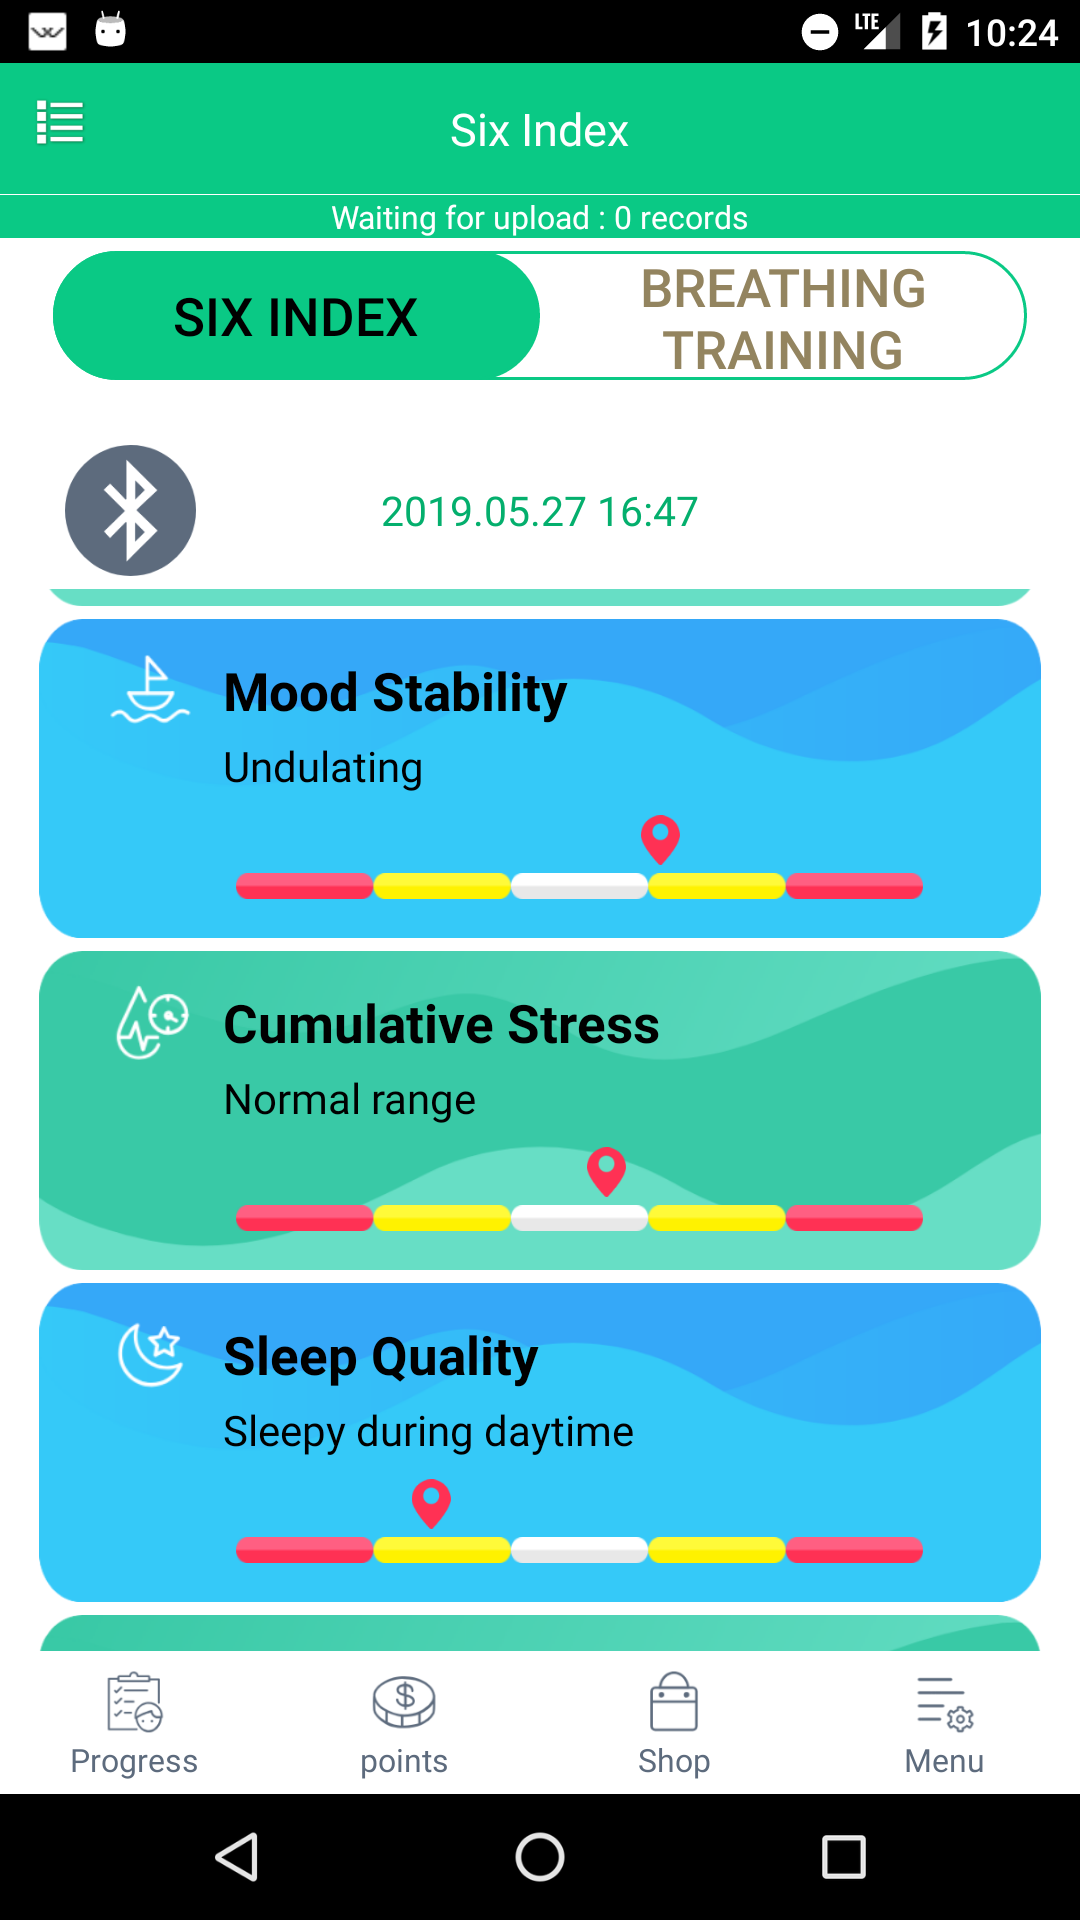 LTE 10:24
Six Index
Waiting for upload : 0 records
SIX INDEX
BREATHING
TRAINING
2019.05.27 16:47
Mood Stability
Undulating
Cumulative Stress
Normal range
Sleep Quality
Sleepy during daytime
Progress points Shop Menu